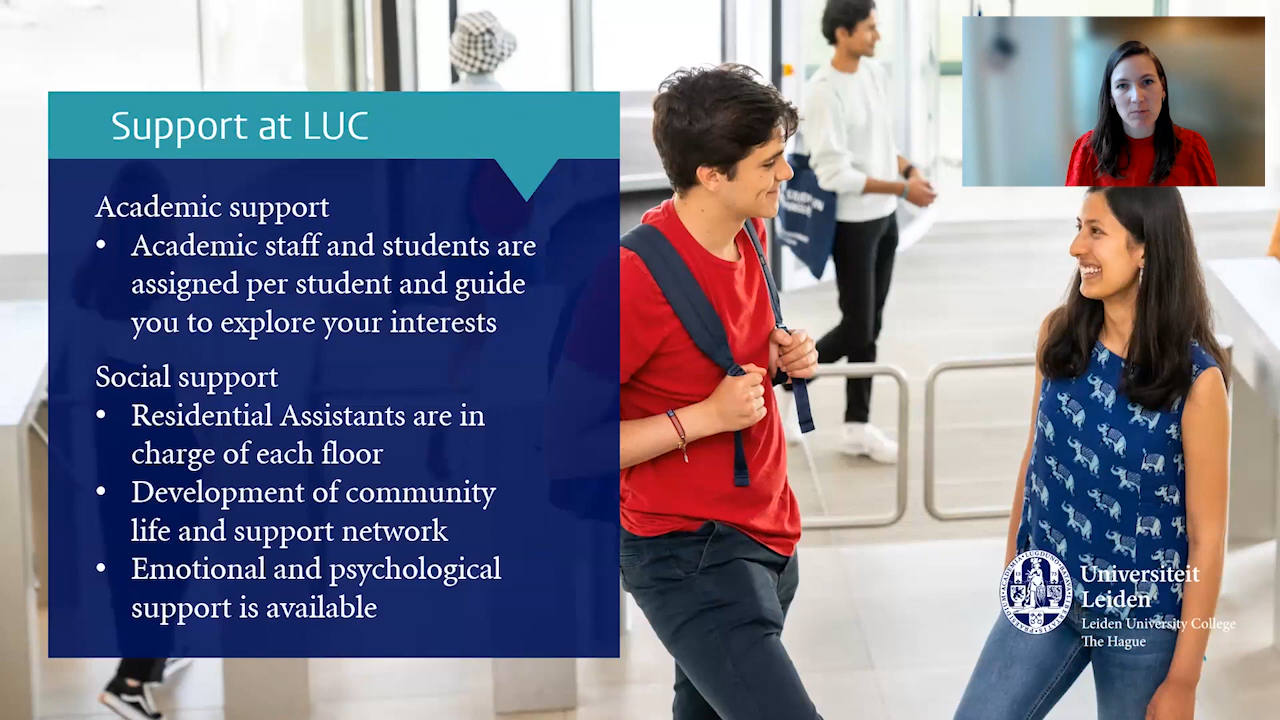 Support at LUC
Academic support
• Academic staff and students are
assigned per student and guide
you to explore your interests
Social support
• Residential Assistants are in
charge of each floor
• Development of community
life and support network
• Emotional and psychological
support is available
Universiteit
Leiden
Leiden University College
The Hague